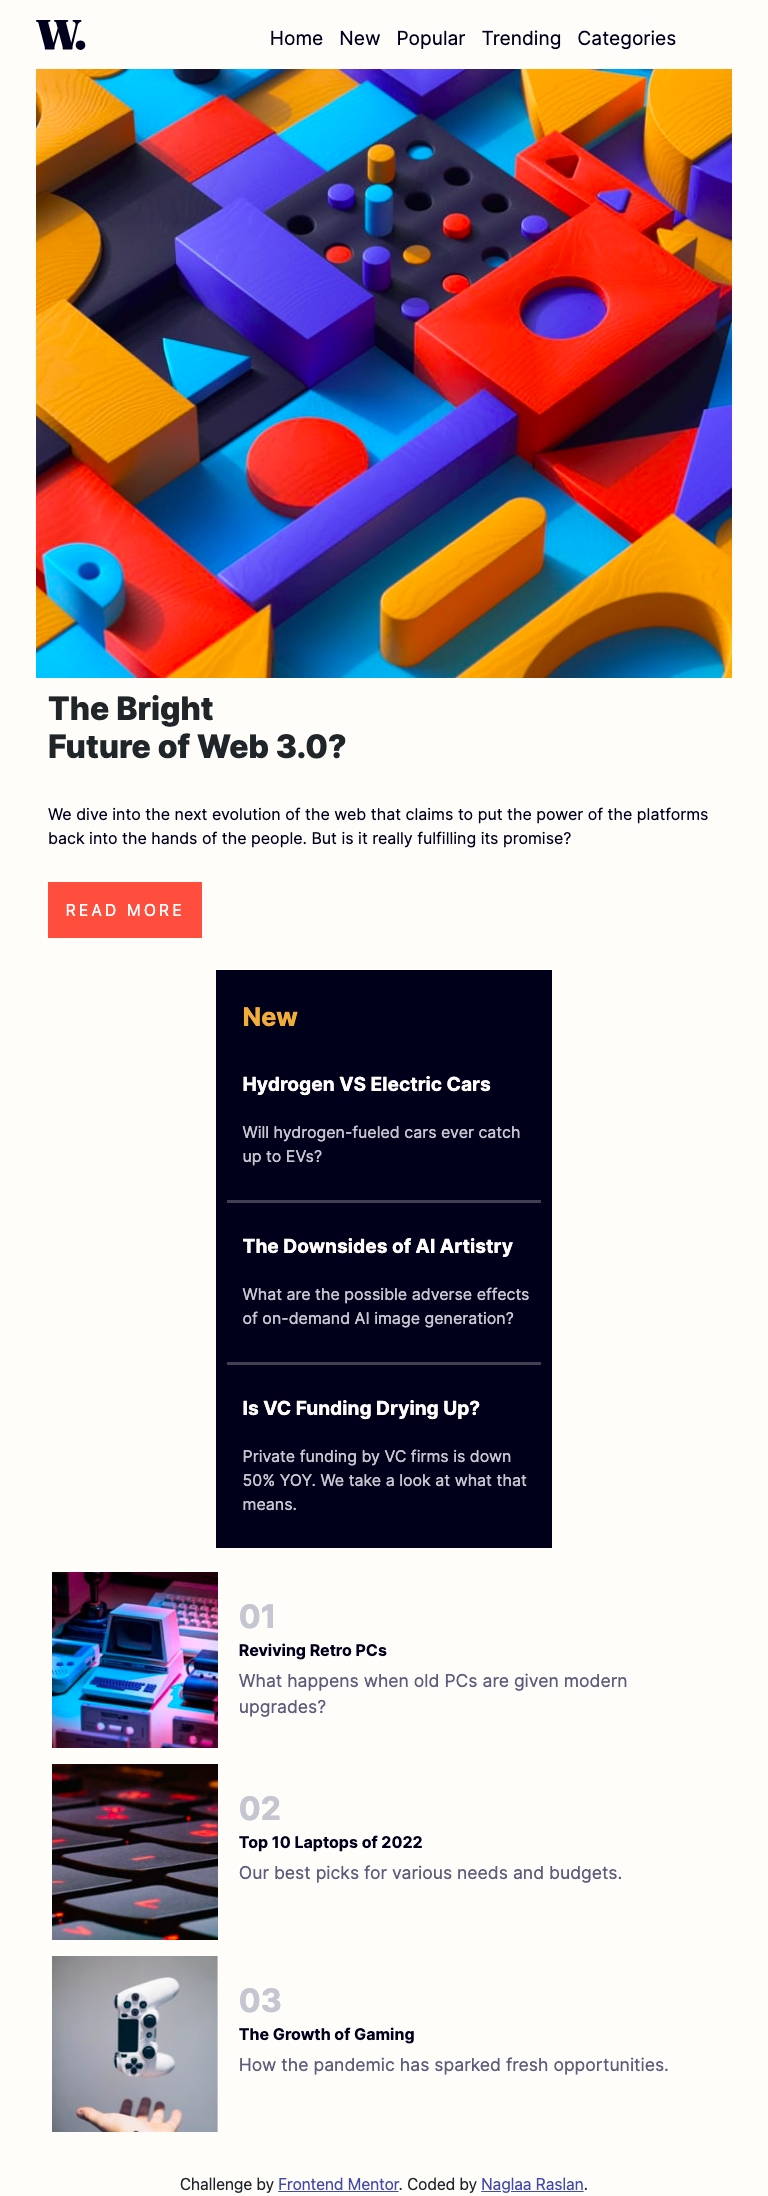 W.
Home New Popular Trending Categories
The Bright
Future of Web 3.0?
We dive into the next evolution of the web that claims to put the power of the platforms
back into the hands of the people. But is it really fulfilling its promise?
READ MORE
New
Hydrogen VS Electric Cars
Will hydrogen-fueled cars ever catch
up to EVs?
The Downsides of AI Artistry
What are the possible adverse effects
of on-demand AI image generation?
Is VC Funding Drying Up?
Private funding by VC firms is down
50% YOY. We take a look at what that
means.
01
Reviving Retro PCs
What happens when old PCs are given modern
upgrades?
02
Top 10 Laptops of 2022
Our best picks for various needs and budgets.
03
The Growth of Gaming
How the pandemic has sparked fresh opportunities.
Challenge by Frontend Mentor. Coded by Naglaa Raslan.